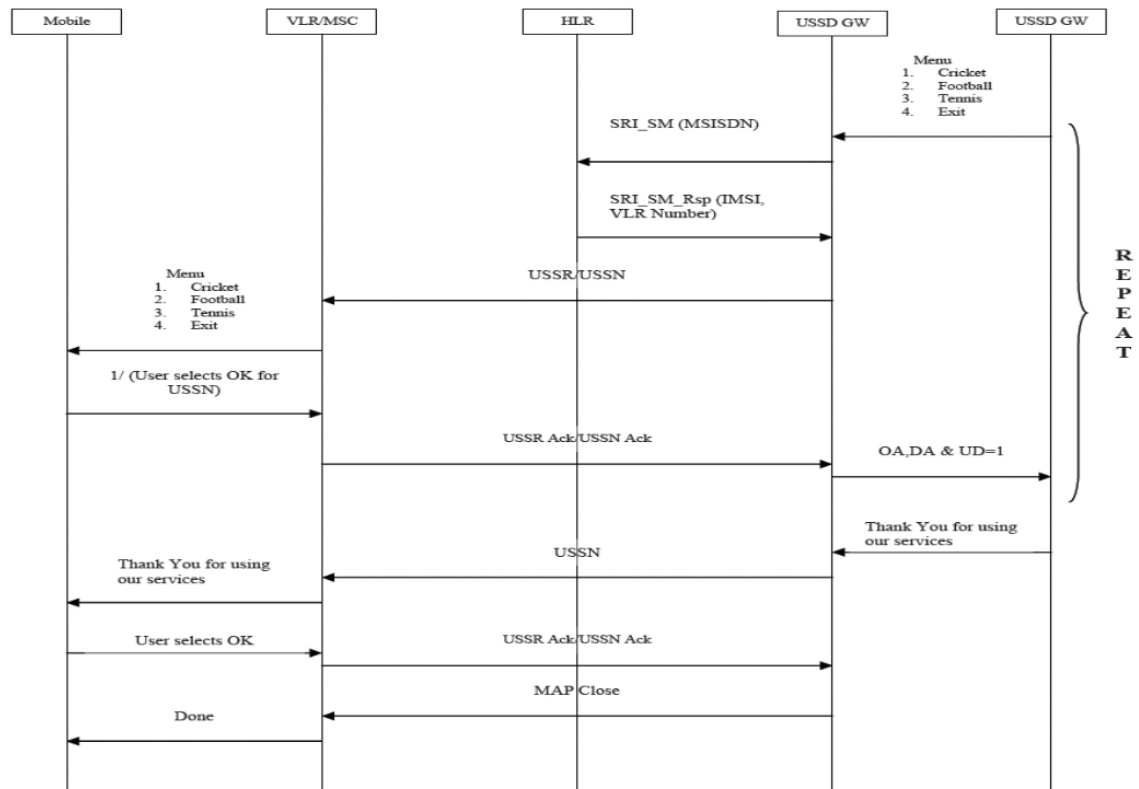 Mobile
VLR/MSC
HLR
USSD GW
USSD GW
Menu
1. Cricket
2. Football
3. Tennis
4. Exit
SRI_SM (MSISDN)
SRI_SM_Rsp (IMSI,
VLR Number)
USSR/USSN
Menu
1. Cricket
2. Football
3. Tennis
4. Exit
1/ (User selects OK for
USSN)
USSR Ack/USSN Ack
OA,DA & UD=1
R
E
P
E
A
T
Thank You for using
our services
USSN
Thank You for using
our services
User selects OK
USSR Ack/USSN Ack
MAP Close
Done